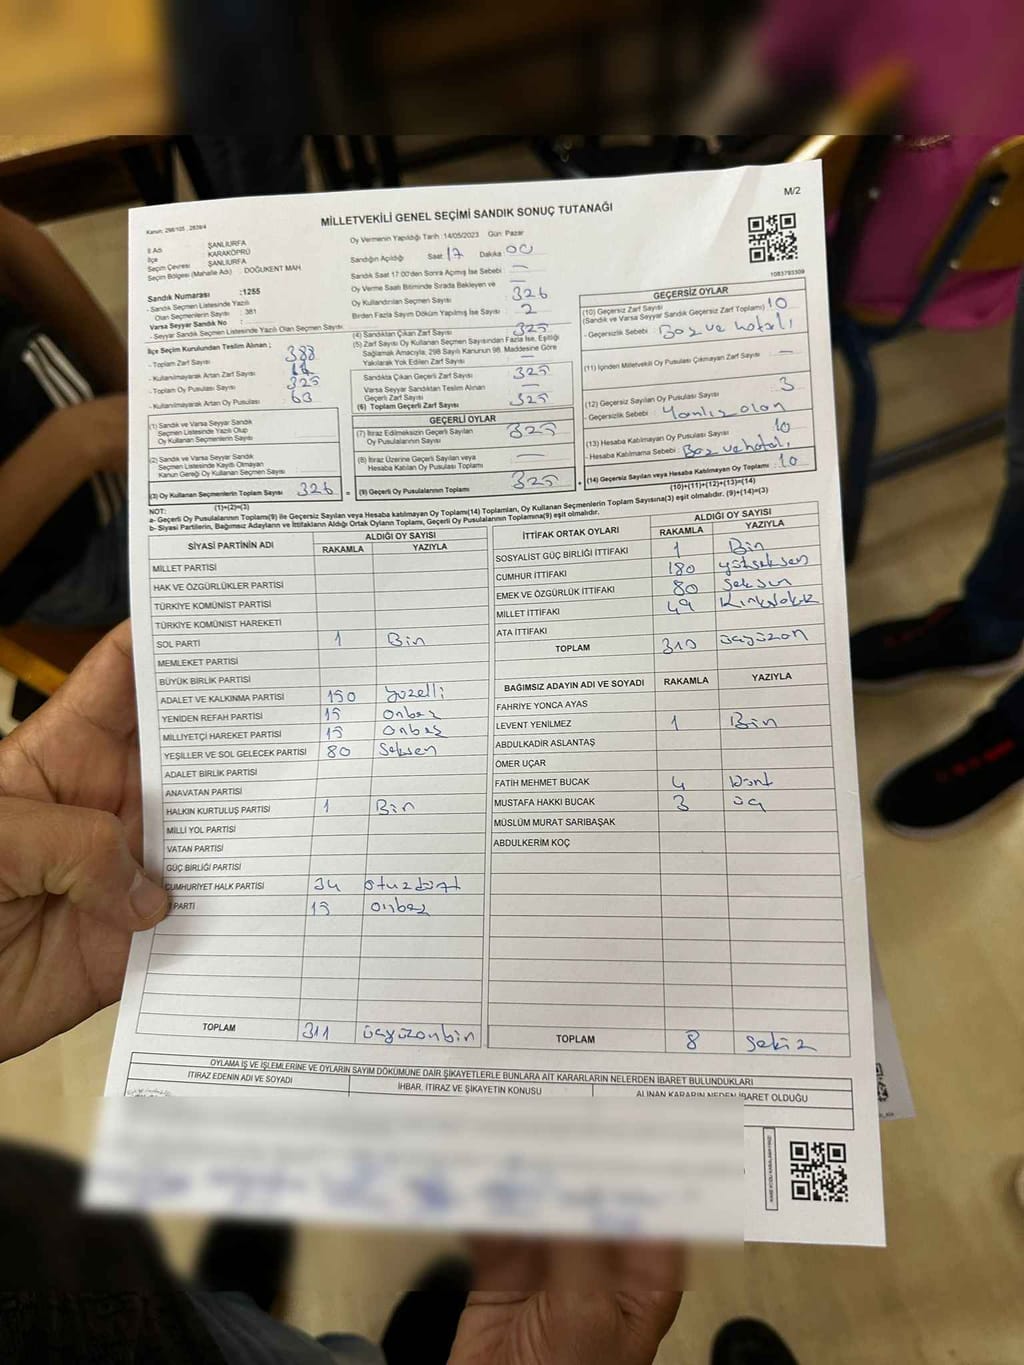 M/2
MİLLETVEKİLİ GENEL SEÇİMİ SANDIK SONUÇ TUTANAĞI
Kanun: 298/105
İl Adı ŞANLIURFA
İlçe KARAKÖPRÜ
Seçim Çevresi ŞANLIURFA
Seçim Bölgesi (Mahalle Adı) : DOĞUKENT MAH.
Sandık Numarası :1255
- Sandık Seçmen Listesinde Yazılı
Olan Seçmenlerin Sayısı : 381
Varsa Seyyar Sandık No :
- Seyyar Sandık Seçmen Listesinde Yazılı Olan Seçmen Sayısı
İlçe Seçim Kurulundan Teslim Alınan ;
- Toplam Zarf Sayısı : 388
- Kullanılmayarak Artan Zarf Sayısı :
- Toplam Oy Pusulası Sayısı : 325
- Kullanılmayarak Artan Oy Pusulası : 63
(1) Sandık ve Varsa Seyyar Sandık
Seçmen Listesinde Yazılı Olup
Oy Kullanan Seçmenlerin Sayısı :
(2) Sandık ve Varsa Seyyar Sandık
Seçmen Listesinde Kayıtlı Olmayan
Kanun Gereği Oy Kullanan Seçmen Sayısı :
(3) Oy Kullanan Seçmenlerin Toplam Sayısı : 326
(1)+(2)=(3)
Oy Vermenin Yapıldığı Tarih :14/05/2023 Gün: Pazar
Sandığın Açıldığı Saat 17 Dakika 00
Sandık Saat 17:00'den Sonra Açılmış İse Sebebi —
Oy Verme Saati Bitiminde Sırada Bekleyen ve
Oy Kullandırılan Seçmen Sayısı 326
Birden Fazla Sayım Döküm Yapılmış İse Sayısı 2
(4) Sandıktan Çıkan Zarf Sayısı 325
(5) Zarf Sayısı Oy Kullanan Seçmen Sayısından Fazla İse, Eşitliği
Sağlamak Amacıyla, 298 Sayılı Kanunun 98. Maddesine Göre
Yakılarak Yok Edilen Zarf Sayısı —
Sandıkta Çıkan Geçerli Zarf Sayısı 325
Varsa Seyyar Sandıktan Teslim Alınan
Geçerli Zarf Sayısı —
(6) Toplam Geçerli Zarf Sayısı 325
GEÇERLİ OYLAR
(7) İtiraz Edilmeksizin Geçerli Sayılan
Oy Pusulalarının Sayısı 325
(8) İtiraz Üzerine Geçerli Sayılan veya
Hesaba Katılan Oy Pusulası Toplamı —
(9) Geçerli Oy Pusulalarının Toplamı 325
1083793309
GEÇERSİZ OYLAR
(10) Geçersiz Zarf Sayısı
(Sandık ve Varsa Seyyar Sandık Geçersiz Zarf Toplamı) 10
- Geçersizlik Sebebi : Boz ve hatalı
(11) İçinden Milletvekili Oy Pusulası Çıkmayan Zarf Sayısı —
(12) Geçersiz Sayılan Oy Pusulası Sayısı : 3
- Geçersizlik Sebebi : Yanlız olan
(13) Hesaba Katılmayan Oy Pusulası Sayısı : 10
- Hesaba Katılmama Sebebi : Boz ve hatalı
(14) Geçersiz Sayılan veya Hesaba Katılmayan Oy Toplamı : 10
(10)+(11)+(12)+(13)=(14)
NOT:
a- Geçerli Oy Pusulalarının Toplamı(9) ile Geçersiz Sayılan veya Hesaba katılmayan Oy Toplamı(14) Toplamları, Oy Kullanan Seçmenlerin Toplam Sayısına(3) eşit olmalıdır. (9)+(14)=(3)
b- Siyasi Partilerin, Bağımsız Adayların ve İttifakların Aldığı Ortak Oyların Toplamı, Geçerli Oy Pusulalarının Toplamına(9) eşit olmalıdır.
SİYASİ PARTİNİN ADI ALDIĞI OY SAYISI
RAKAMLA YAZIYLA
MİLLET PARTİSİ
HAK VE ÖZGÜRLÜKLER PARTİSİ
TÜRKİYE KOMÜNİST PARTİSİ
TÜRKİYE KOMÜNİST HAREKETİ
SOL PARTİ 1 Bin
MEMLEKET PARTİSİ
BÜYÜK BİRLİK PARTİSİ
ADALET VE KALKINMA PARTİSİ 150 yüzelli
YENİDEN REFAH PARTİSİ 15 onbeş
MİLLİYETÇİ HAREKET PARTİSİ 15 onbeş
YEŞİLLER VE SOL GELECEK PARTİSİ 80 Seksen
ADALET BİRLİK PARTİSİ
ANAVATAN PARTİSİ
HALKIN KURTULUŞ PARTİSİ 1 Bin
MİLLİ YOL PARTİSİ
VATAN PARTİSİ
GÜÇ BİRLİĞİ PARTİSİ
CUMHURİYET HALK PARTİSİ 34 otuzdört
PARTİ 15 onbeş
TOPLAM 311 üçyüzonbin
İTTİFAK ORTAK OYLARI ALDIĞI OY SAYISI
RAKAMLA YAZIYLA
SOSYALİST GÜÇ BİRLİĞİ İTTİFAKI 1 Bin
CUMHUR İTTİFAKI 180 yükseksen
EMEK VE ÖZGÜRLÜK İTTİFAKI 80 seksen
MİLLET İTTİFAKI 49
ATA İTTİFAKI
TOPLAM 310 üçyüzon
BAĞIMSIZ ADAYIN ADI VE SOYADI RAKAMLA YAZIYLA
FAHRİYE YONCA AYAS
LEVENT YENİLMEZ 1 Bin
ABDULKADİR ASLANTAŞ
ÖMER UÇAR
FATİH MEHMET BUCAK 4 Dört
MUSTAFA HAKKI BUCAK 3 üç
MÜSLÜM MURAT SARIBAŞAK
ABDULKERİM KOÇ
TOPLAM 8 Sekiz
OYLAMA İŞ VE İŞLEMLERİNE VE OYLARIN SAYIM DÖKÜMÜNE DAİR ŞİKAYETLERLE BUNLARA AİT KARARLARIN NELERDEN İBARET BULUNDUKLARI
İTİRAZ EDENİN ADI VE SOYADI İHBAR, İTİRAZ VE ŞİKAYETİN KONUSU ALINAN KARARIN NEDEN İBARET OLDUĞU